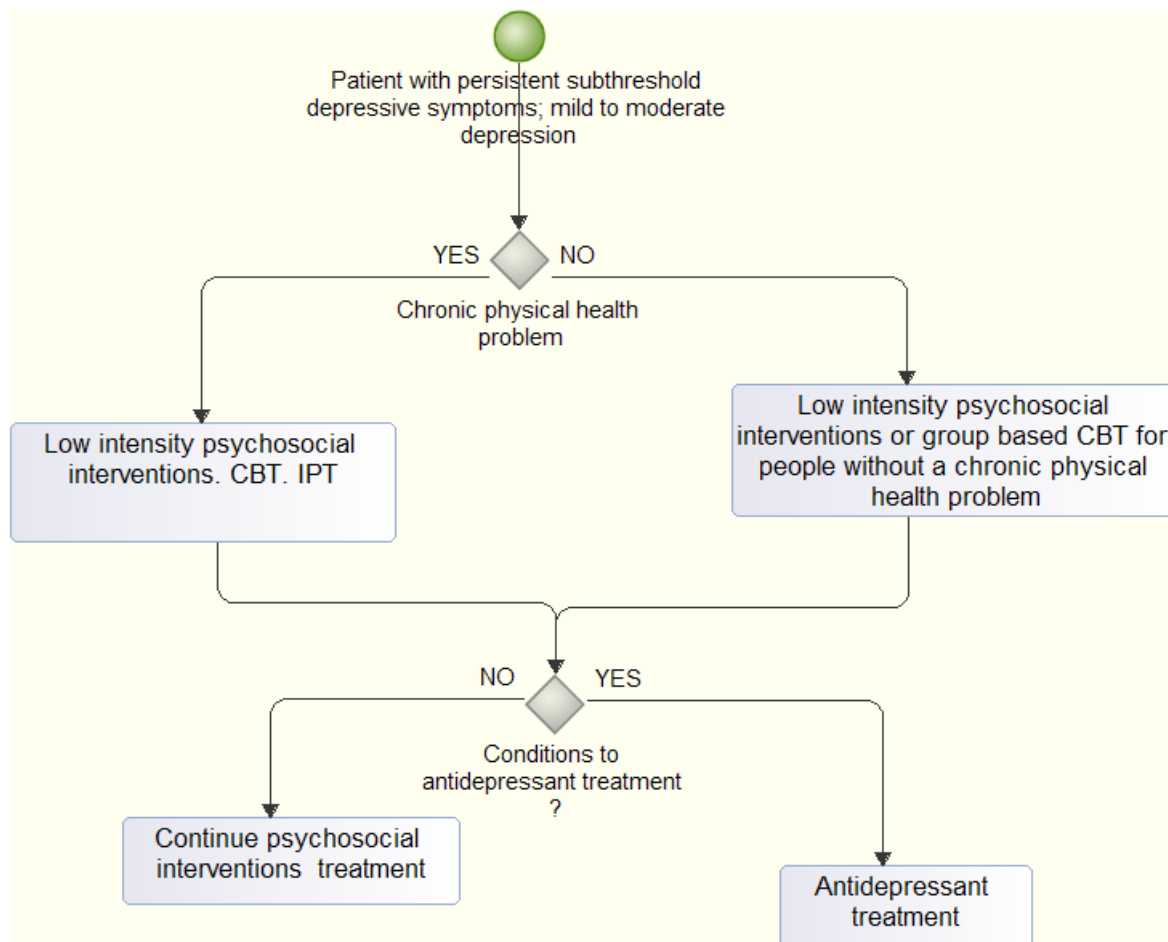 Patient with persistent subthreshold
depressive symptoms; mild to moderate
depression
YES
NO
Chronic physical health
problem
Low intensity psychosocial
interventions. CBT. IPT
Low intensity psychosocial
interventions or group based CBT for
people without a chronic physical
health problem
NO
YES
Conditions to
antidepressant treatment
?
Continue psychosocial
interventions treatment
Antidepressant
treatment